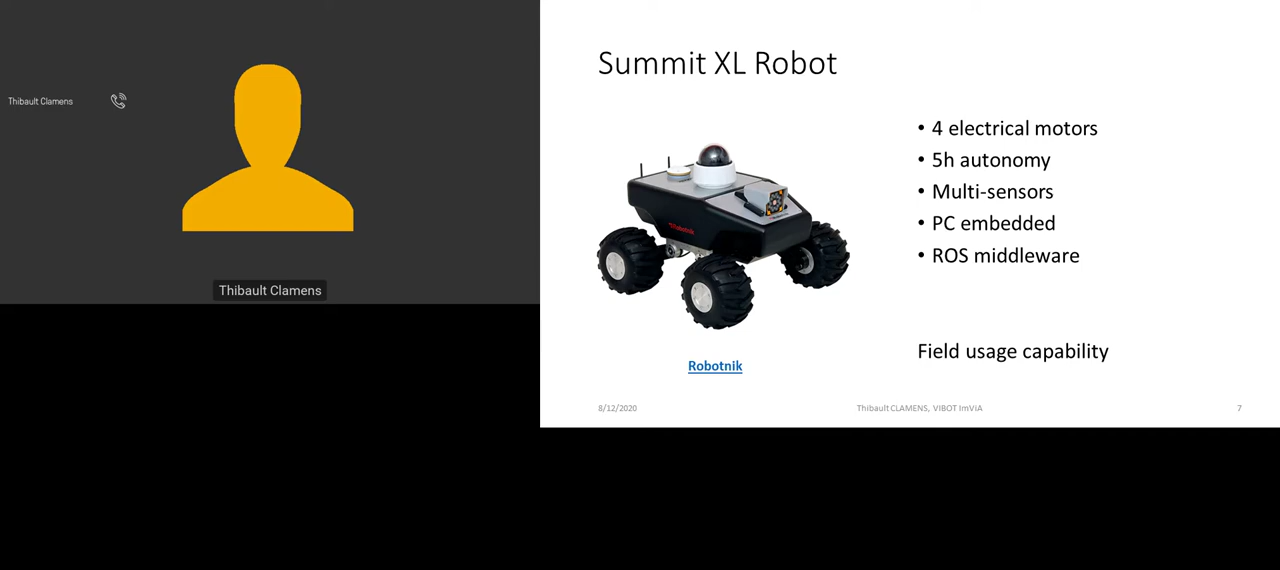 Thibault Clamens
Thibault Clamens
Summit XL Robot
• 4 electrical motors
• 5h autonomy
• Multi-sensors
• PC embedded
• ROS middleware
Robotnik
Robotnik
Field usage capability
8/12/2020
Thibault CLAMENS, VIBOT ImViA
7